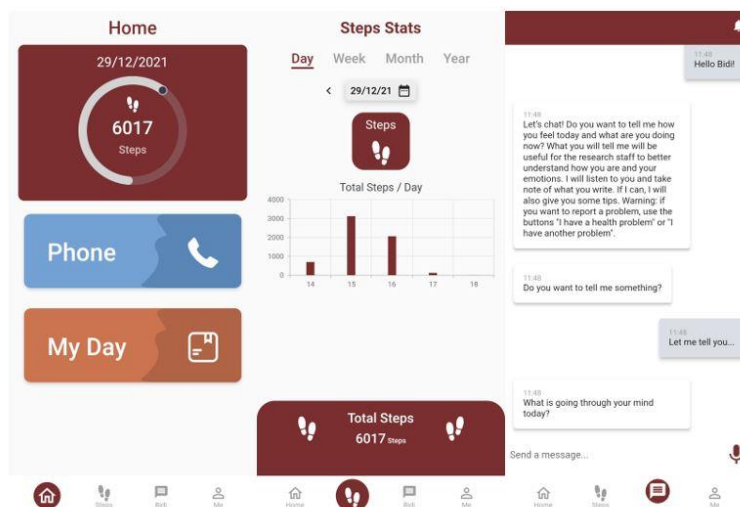 Home
29/12/2021
6017
Steps
Phone
My Day
Steps
Bidi
Me
Steps Stats
Day Week Month Year
29/12/21
Steps
Total Steps / Day
4000
3000
2000
1000
0
14 15 16 17 18
Total Steps
6017 Steps
Home
Bidi
Me
11:48
Hello Bidi!
11:48
Let's chat! Do you want to tell me how
you feel today and what are you doing
now? What you will tell me will be
useful for the research staff to better
understand how you are and your
emotions. I will listen to you and take
note of what you write. If I can, I will
also give you some tips. Warning: if
you want to report a problem, use the
buttons "I have a health problem" or "I
have another problem".
11:48
Do you want to tell me something?
11:48
Let me tell you...
11:48
What is going through your mind
today?
Send a message...
Home
Steps
Me